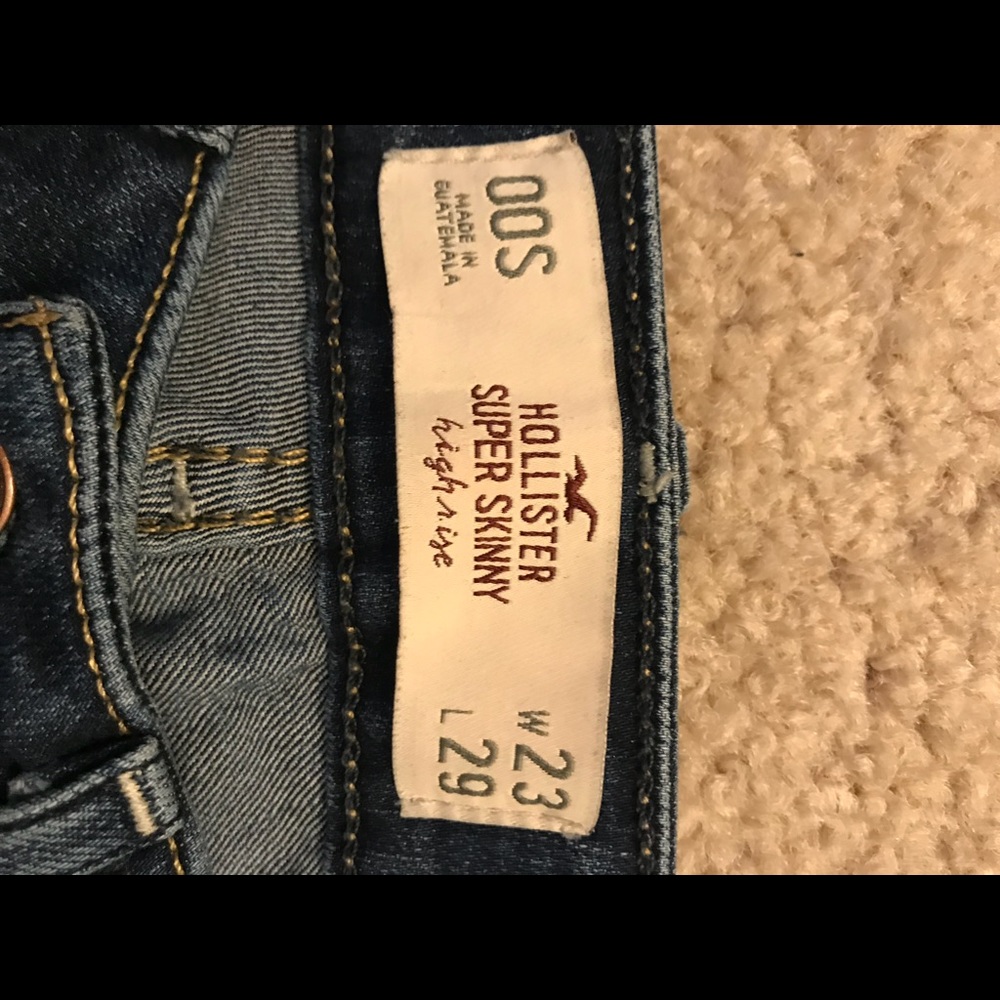 00S
MADE IN
GUATEMALA
HOLLISTER
SUPER SKINNY
high rise
W 23
L 29